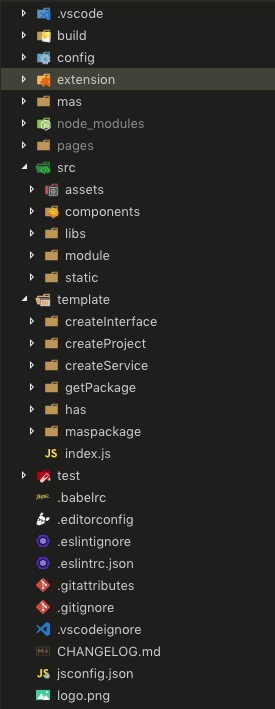 .vscode
build
config
extension
mas
node_modules
pages
src
assets
components
libs
module
static
template
createInterface
createProject
createService
getPackage
has
maspackage
JS index.js
test
.babelrc
.editorconfig
.eslintignore
.eslintrc.json
.gitattributes
.gitignore
.vscodeignore
CHANGELOG.md
JS jsconfig.json
logo.png